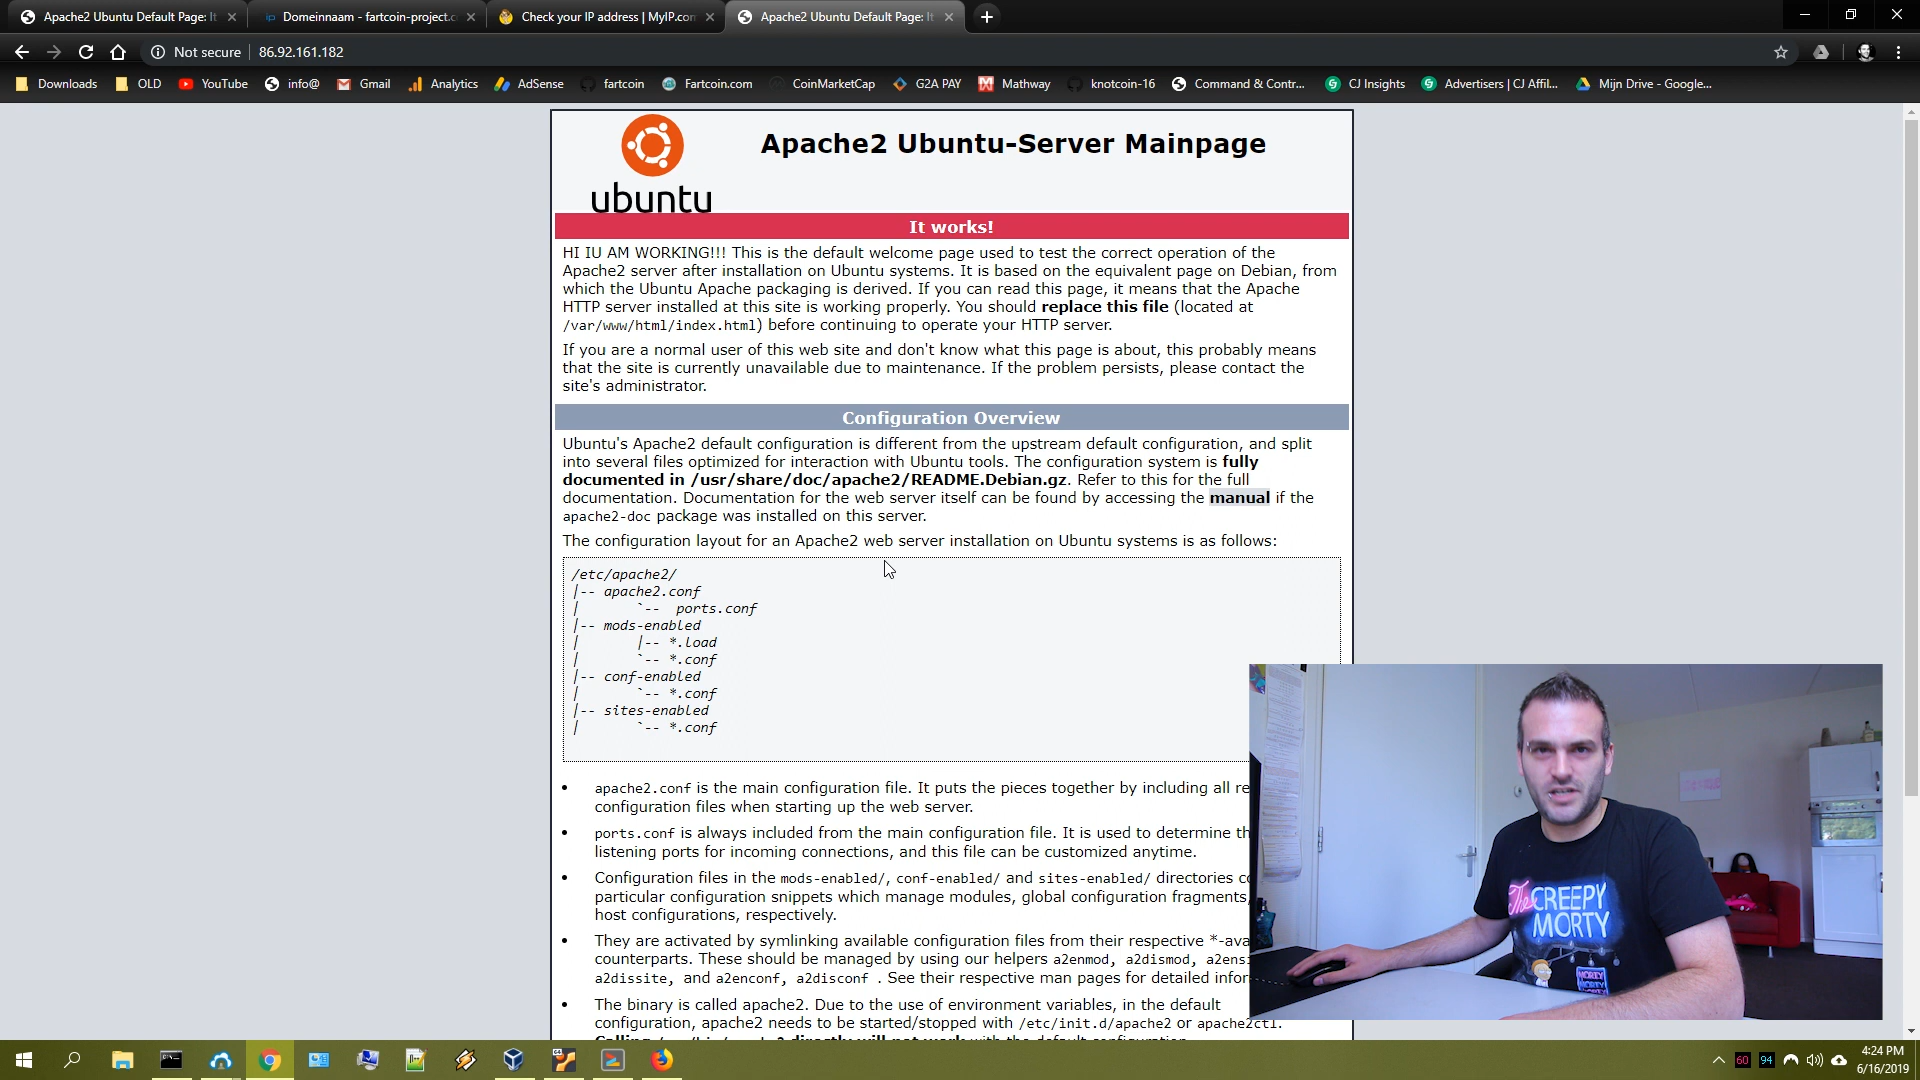 Apache2 Ubuntu Default Page: It
Domeinnaam - fartcoin-project.c
Check your IP address | MyIP.com
Apache2 Ubuntu Default Page: It
Not secure | 86.92.161.182
Downloads OLD YouTube info@ Gmail Analytics AdSense fartcoin Fartcoin.com CoinMarketCap G2A PAY Mathway knotcoin-16 Command & Contr... CJ Insights Advertisers | CJ Affil... Mijn Drive - Google...
ubuntu
Apache2 Ubuntu-Server Mainpage
It works!
HI IU AM WORKING!!! This is the default welcome page used to test the correct operation of the
Apache2 server after installation on Ubuntu systems. It is based on the equivalent page on Debian, from
which the Ubuntu Apache packaging is derived. If you can read this page, it means that the Apache
HTTP server installed at this site is working properly. You should replace this file (located at
/var/www/html/index.html) before continuing to operate your HTTP server.
If you are a normal user of this web site and don't know what this page is about, this probably means
that the site is currently unavailable due to maintenance. If the problem persists, please contact the
site's administrator.
Configuration Overview
Ubuntu's Apache2 default configuration is different from the upstream default configuration, and split
into several files optimized for interaction with Ubuntu tools. The configuration system is fully
documented in /usr/share/doc/apache2/README.Debian.gz. Refer to this for the full
documentation. Documentation for the web server itself can be found by accessing the manual if the
apache2-doc package was installed on this server.
The configuration layout for an Apache2 web server installation on Ubuntu systems is as follows:
/etc/apache2/
|-- apache2.conf
|       `--  ports.conf
|-- mods-enabled
|       |-- *.load
|       `-- *.conf
|-- conf-enabled
|       `-- *.conf
|-- sites-enabled
|       `-- *.conf
• apache2.conf is the main configuration file. It puts the pieces together by including all re
configuration files when starting up the web server.
• ports.conf is always included from the main configuration file. It is used to determine th
listening ports for incoming connections, and this file can be customized anytime.
• Configuration files in the mods-enabled/, conf-enabled/ and sites-enabled/ directories co
particular configuration snippets which manage modules, global configuration fragments,
host configurations, respectively.
• They are activated by symlinking available configuration files from their respective *-ava
counterparts. These should be managed by using our helpers a2enmod, a2dismod, a2ensi
a2dissite, and a2enconf, a2disconf . See their respective man pages for detailed infor
• The binary is called apache2. Due to the use of environment variables, in the default
configuration, apache2 needs to be started/stopped with /etc/init.d/apache2 or apache2ctl.
The CREEPY
MORTY
60 94
4:24 PM
6/16/2019